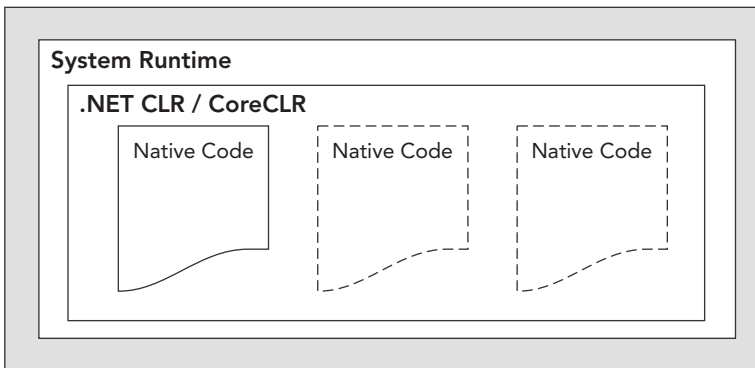 System Runtime
.NET CLR / CoreCLR
Native Code
Native Code
Native Code